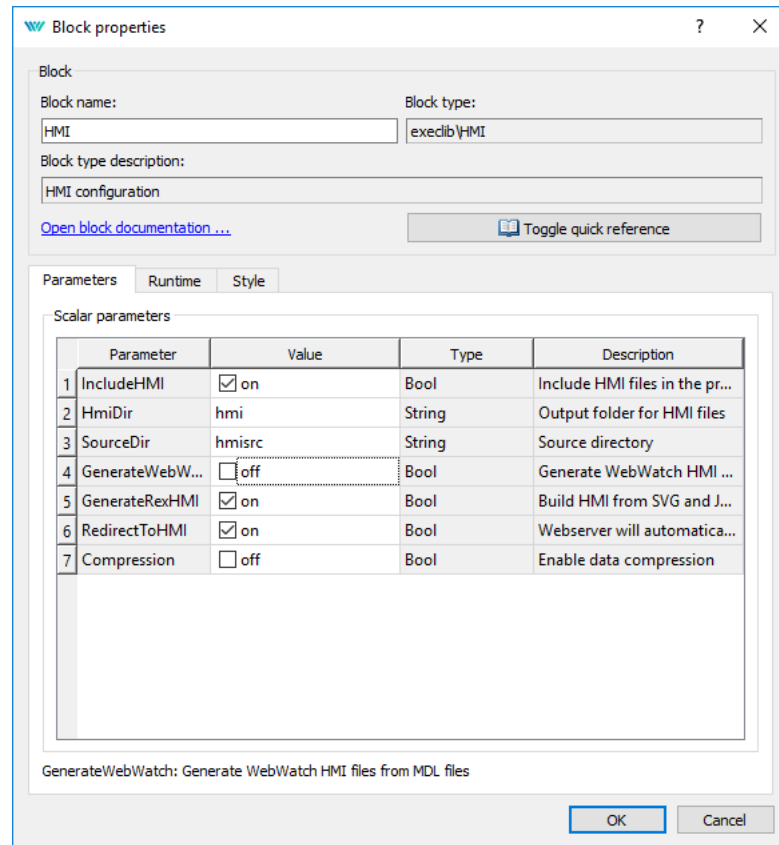 Block properties
?
Block
Block name:
Block type:
HMI
execlib\HMI
Block type description:
HMI configuration
Open block documentation ...
Toggle quick reference
Parameters Runtime Style
Scalar parameters
Parameter Value Type Description
1 IncludeHMI on Bool Include HMI files in the pr...
2 HmiDir hmi String Output folder for HMI files
3 SourceDir hmisrc String Source directory
4 GenerateWebW... off Bool Generate WebWatch HMI ...
5 GenerateRexHMI on Bool Build HMI from SVG and J...
6 RedirectToHMI on Bool Webserver will automatica...
7 Compression off Bool Enable data compression
GenerateWebWatch: Generate WebWatch HMI files from MDL files
OK Cancel